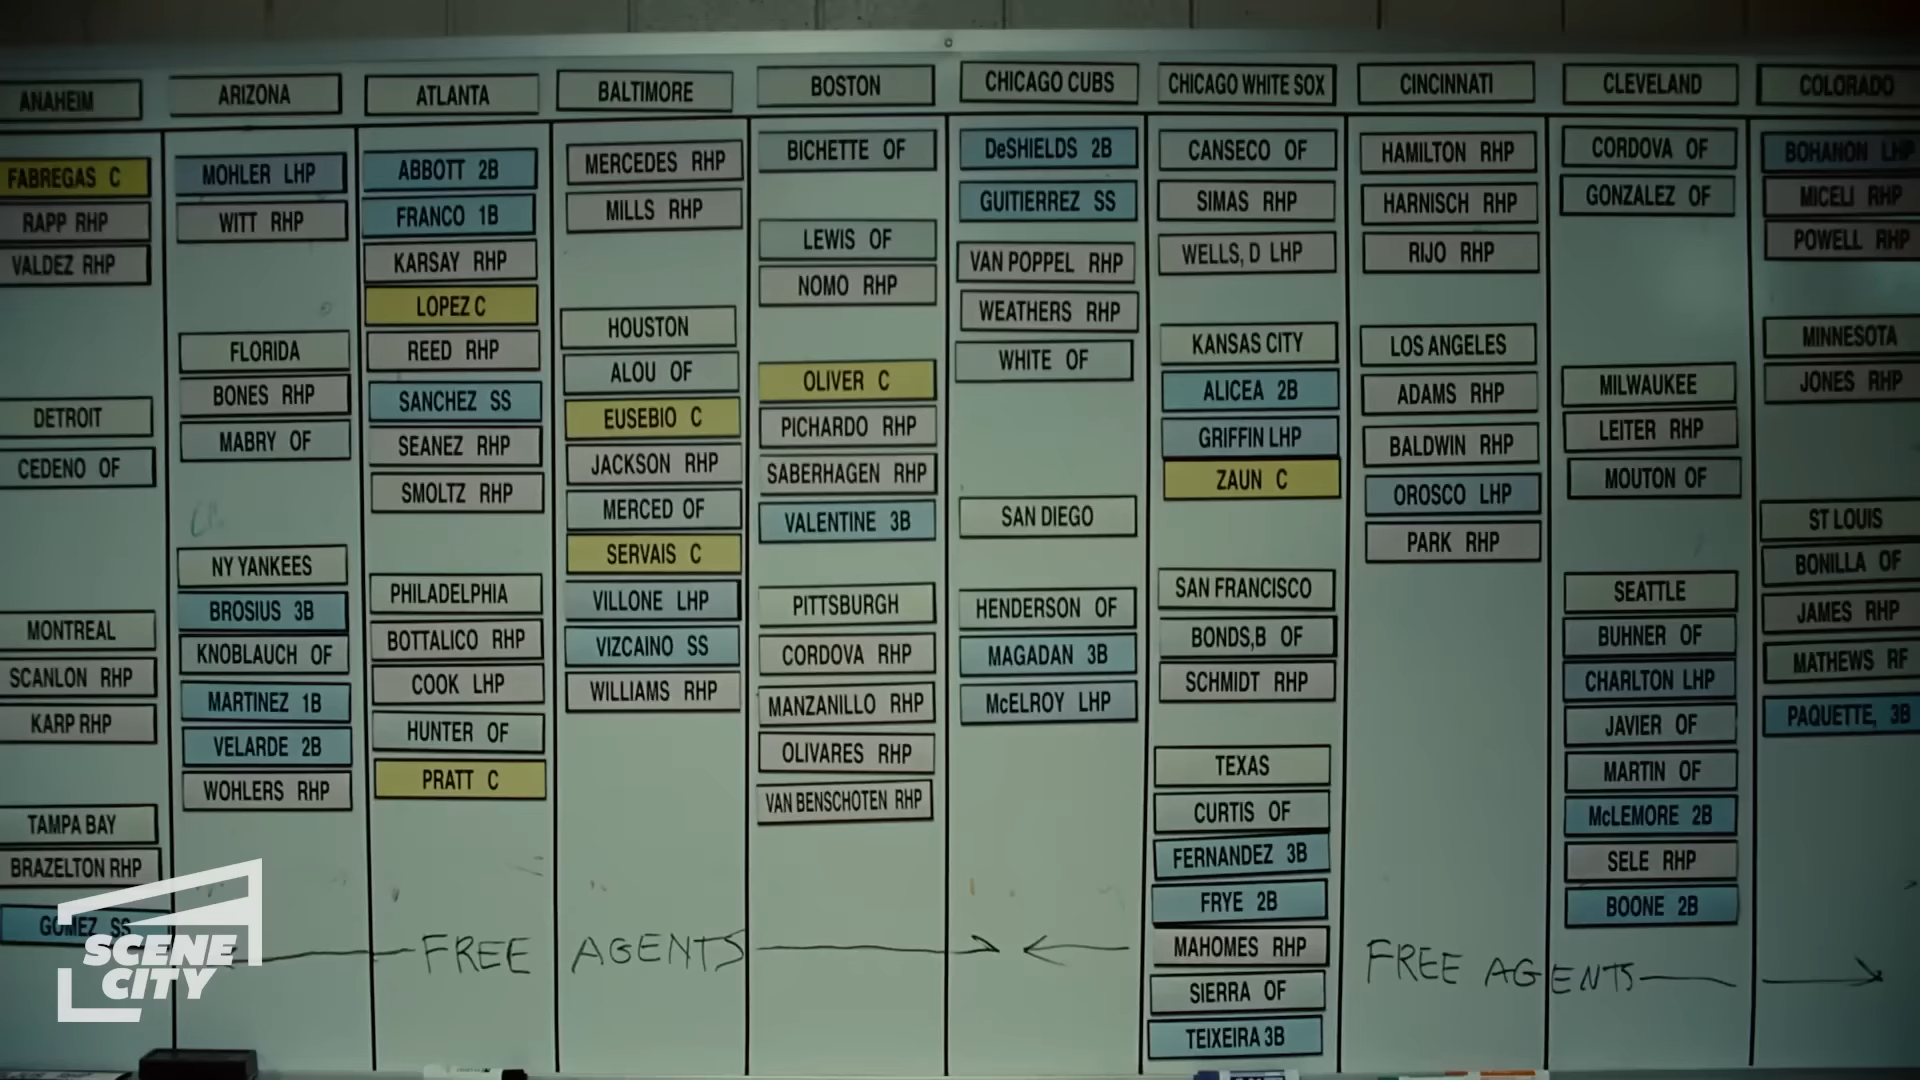 ANAHEIM
FABREGAS C
RAPP RHP
VALDEZ RHP
DETROIT
CEDENO OF
MONTREAL
SCANLON RHP
KARP RHP
TAMPA BAY
BRAZELTON RHP
GOMEZ SS
ARIZONA
MOHLER LHP
WITT RHP
FLORIDA
BONES RHP
MABRY OF
NY YANKEES
BROSIUS 3B
KNOBLAUCH OF
MARTINEZ 1B
VELARDE 2B
WOHLERS RHP
ATLANTA
ABBOTT 2B
FRANCO 1B
KARSAY RHP
LOPEZ C
REED RHP
SANCHEZ SS
SEANEZ RHP
SMOLTZ RHP
PHILADELPHIA
BOTTALICO RHP
COOK LHP
HUNTER OF
PRATT C
BALTIMORE
MERCEDES RHP
MILLS RHP
HOUSTON
ALOU OF
EUSEBIO C
JACKSON RHP
MERCED OF
SERVAIS C
VILLONE LHP
VIZCAINO SS
WILLIAMS RHP
BOSTON
BICHETTE OF
LEWIS OF
NOMO RHP
OLIVER C
PICHARDO RHP
SABERHAGEN RHP
VALENTINE 3B
PITTSBURGH
CORDOVA RHP
MANZANILLO RHP
OLIVARES RHP
VAN BENSCHOTEN RHP
CHICAGO CUBS
DeSHIELDS 2B
GUITIERREZ SS
VAN POPPEL RHP
WEATHERS RHP
WHITE OF
SAN DIEGO
HENDERSON OF
MAGADAN 3B
McELROY LHP
CHICAGO WHITE SOX
CANSECO OF
SIMAS RHP
WELLS, D LHP
KANSAS CITY
ALICEA 2B
GRIFFIN LHP
ZAUN C
SAN FRANCISCO
BONDS,B OF
SCHMIDT RHP
TEXAS
CURTIS OF
FERNANDEZ 3B
FRYE 2B
MAHOMES RHP
SIERRA OF
TEIXEIRA 3B
CINCINNATI
HAMILTON RHP
HARNISCH RHP
RIJO RHP
LOS ANGELES
ADAMS RHP
BALDWIN RHP
OROSCO LHP
PARK RHP
CLEVELAND
CORDOVA OF
GONZALEZ OF
MILWAUKEE
LEITER RHP
MOUTON OF
SEATTLE
BUHNER OF
CHARLTON LHP
JAVIER OF
MARTIN OF
McLEMORE 2B
SELE RHP
BOONE 2B
COLORADO
BOHANON LHP
MICELI RHP
POWELL RHP
MINNESOTA
JONES RHP
ST LOUIS
BONILLA OF
JAMES RHP
MATHEWS RF
PAQUETTE, 3B
FREE AGENTS
FREE AGENTS
SCENE
CITY